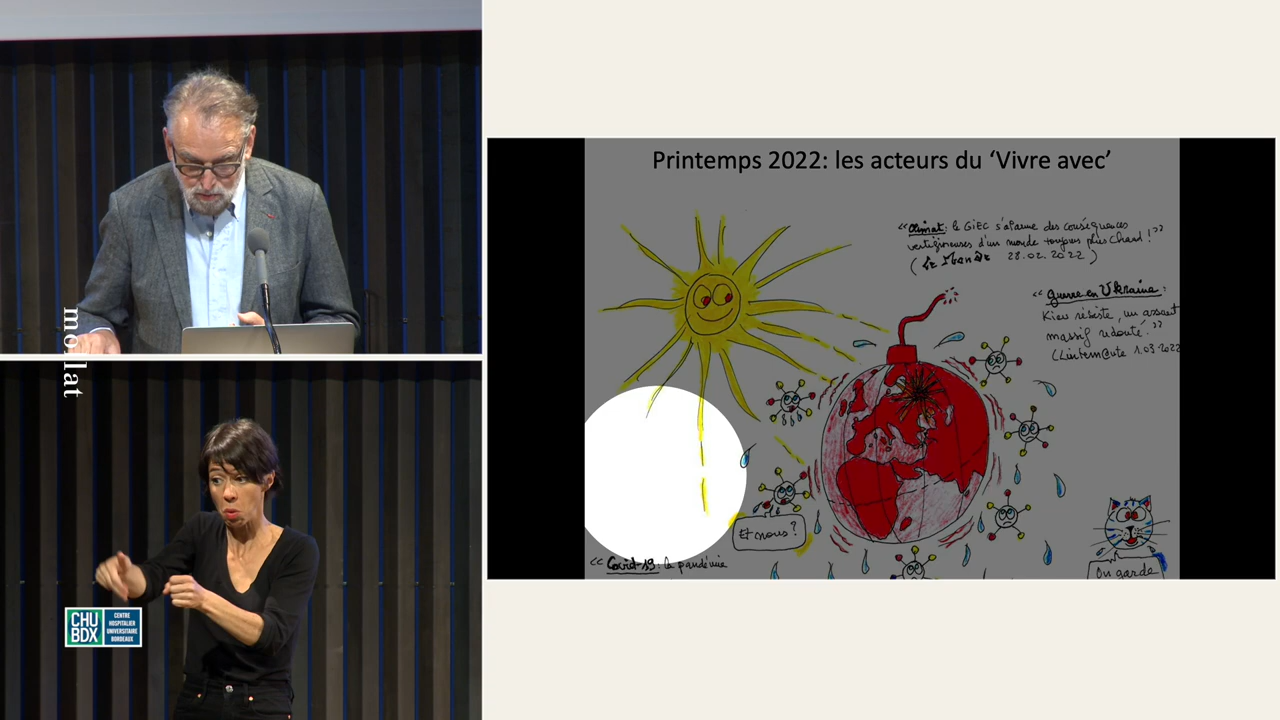 Printemps 2022: les acteurs du ‘Vivre avec’
<< Climat: le GIEC s'alarme des conséquences
vertigineuses d'un monde toujours plus chaud ! >>
( Le Monde 28.02.2022 )
<< guerre en Ukraine :
Kiev résiste, un assaut
massif redouté. >>
(Lintern@ute 1.03.2022
Et nous ?
<< Covid-19 : la pandémie
On garde
mollat
CHU
BDX
CENTRE
HOSPITALIER
UNIVERSITAIRE
BORDEAUX